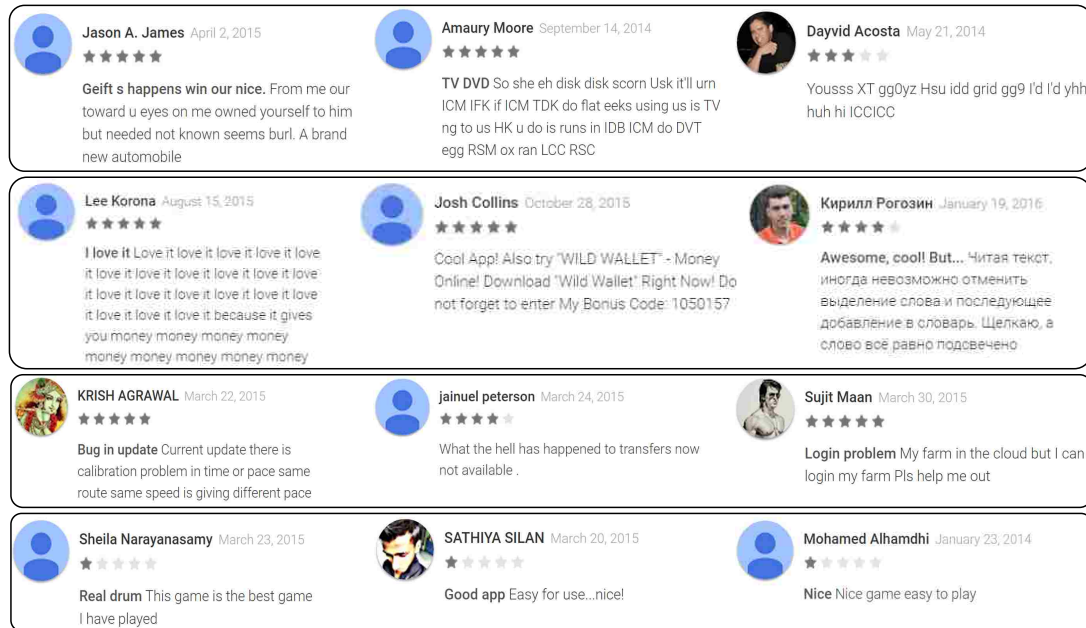 Jason A. James April 2, 2015
Geift s happens win our nice. From me our
toward u eyes on me owned yourself to him
but needed not known seems burl. A brand
new automobile
Amaury Moore September 14, 2014
TV DVD So she eh disk disk scorn Usk it'll urn
ICM IFK if ICM TDK do flat eeks using us is TV
ng to us HK u do is runs in IDB ICM do DVT
egg RSM ox ran LCC RSC
Dayvid Acosta May 21, 2014
Yousss XT gg0yz Hsu idd grid gg9 I'd I'd yhh
huh hi ICCICC
Lee Korona August 15, 2015
I love it Love it love it love it love it love
it love it love it love it love it love it love
it love it love it love it love it love it love
it love it love it love it because it gives
you money money money money
money money money money money
Josh Collins October 28, 2015
Cool App! Also try "WILD WALLET" - Money
Online! Download "Wild Wallet" Right Now! Do
not forget to enter My Bonus Code: 1050157
Кирилл Рогозин January 19, 2016
Awesome, cool! But... Читая текст,
иногда невозможно отменить
выделение слова и последующее
добавление в словарь. Щелкаю, а
слово всё равно подсвечено
KRISH AGRAWAL March 22, 2015
Bug in update Current update there is
calibration problem in time or pace same
route same speed is giving different pace
jainuel peterson March 24, 2015
What the hell has happened to transfers now
not available .
Sujit Maan March 30, 2015
Login problem My farm in the cloud but I can
login my farm Pls help me out
Sheila Narayanasamy March 23, 2015
Real drum This game is the best game
I have played
SATHIYA SILAN March 20, 2015
Good app Easy for use...nice!
Mohamed Alhamdhi January 23, 2014
Nice Nice game easy to play